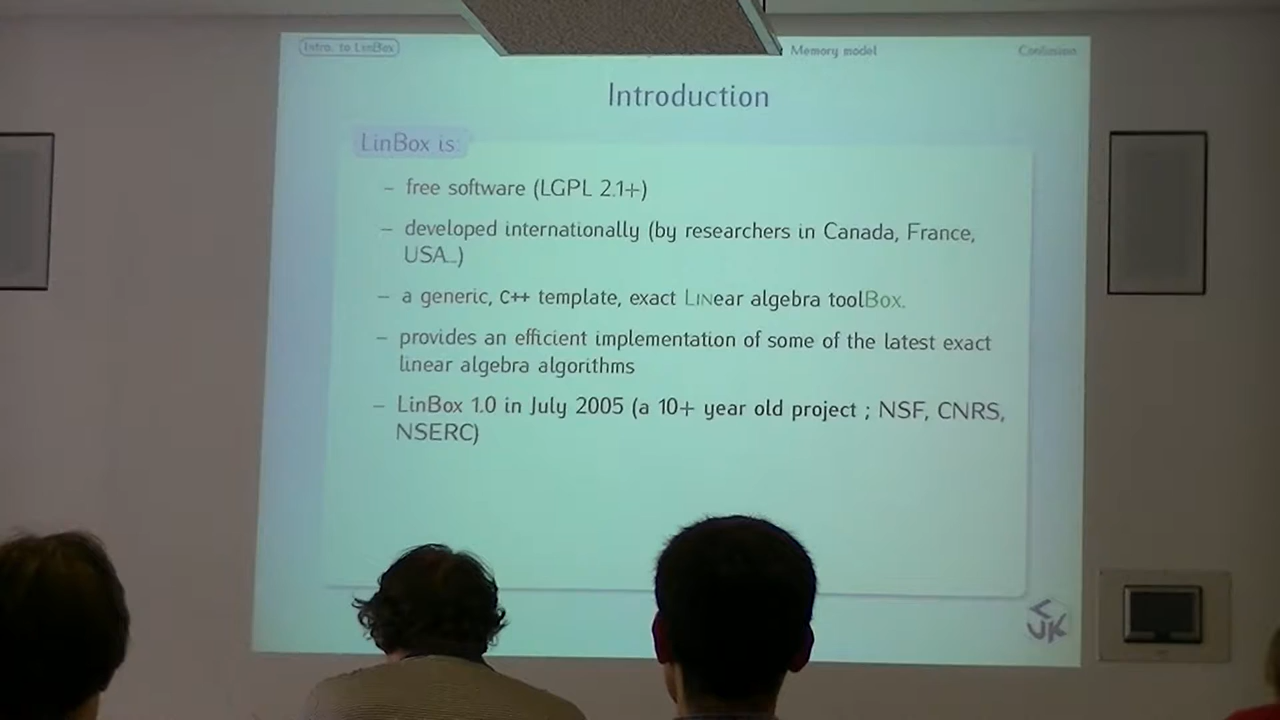 Intro. to LinBox Memory model Conclusion
Introduction
LinBox is:
– free software (LGPL 2.1+)
– developed internationally (by researchers in Canada, France,
USA...)
– a generic, C++ template, exact LINear algebra toolBox.
– provides an efficient implementation of some of the latest exact
linear algebra algorithms
– LinBox 1.0 in July 2005 (a 10+ year old project ; NSF, CNRS,
NSERC)